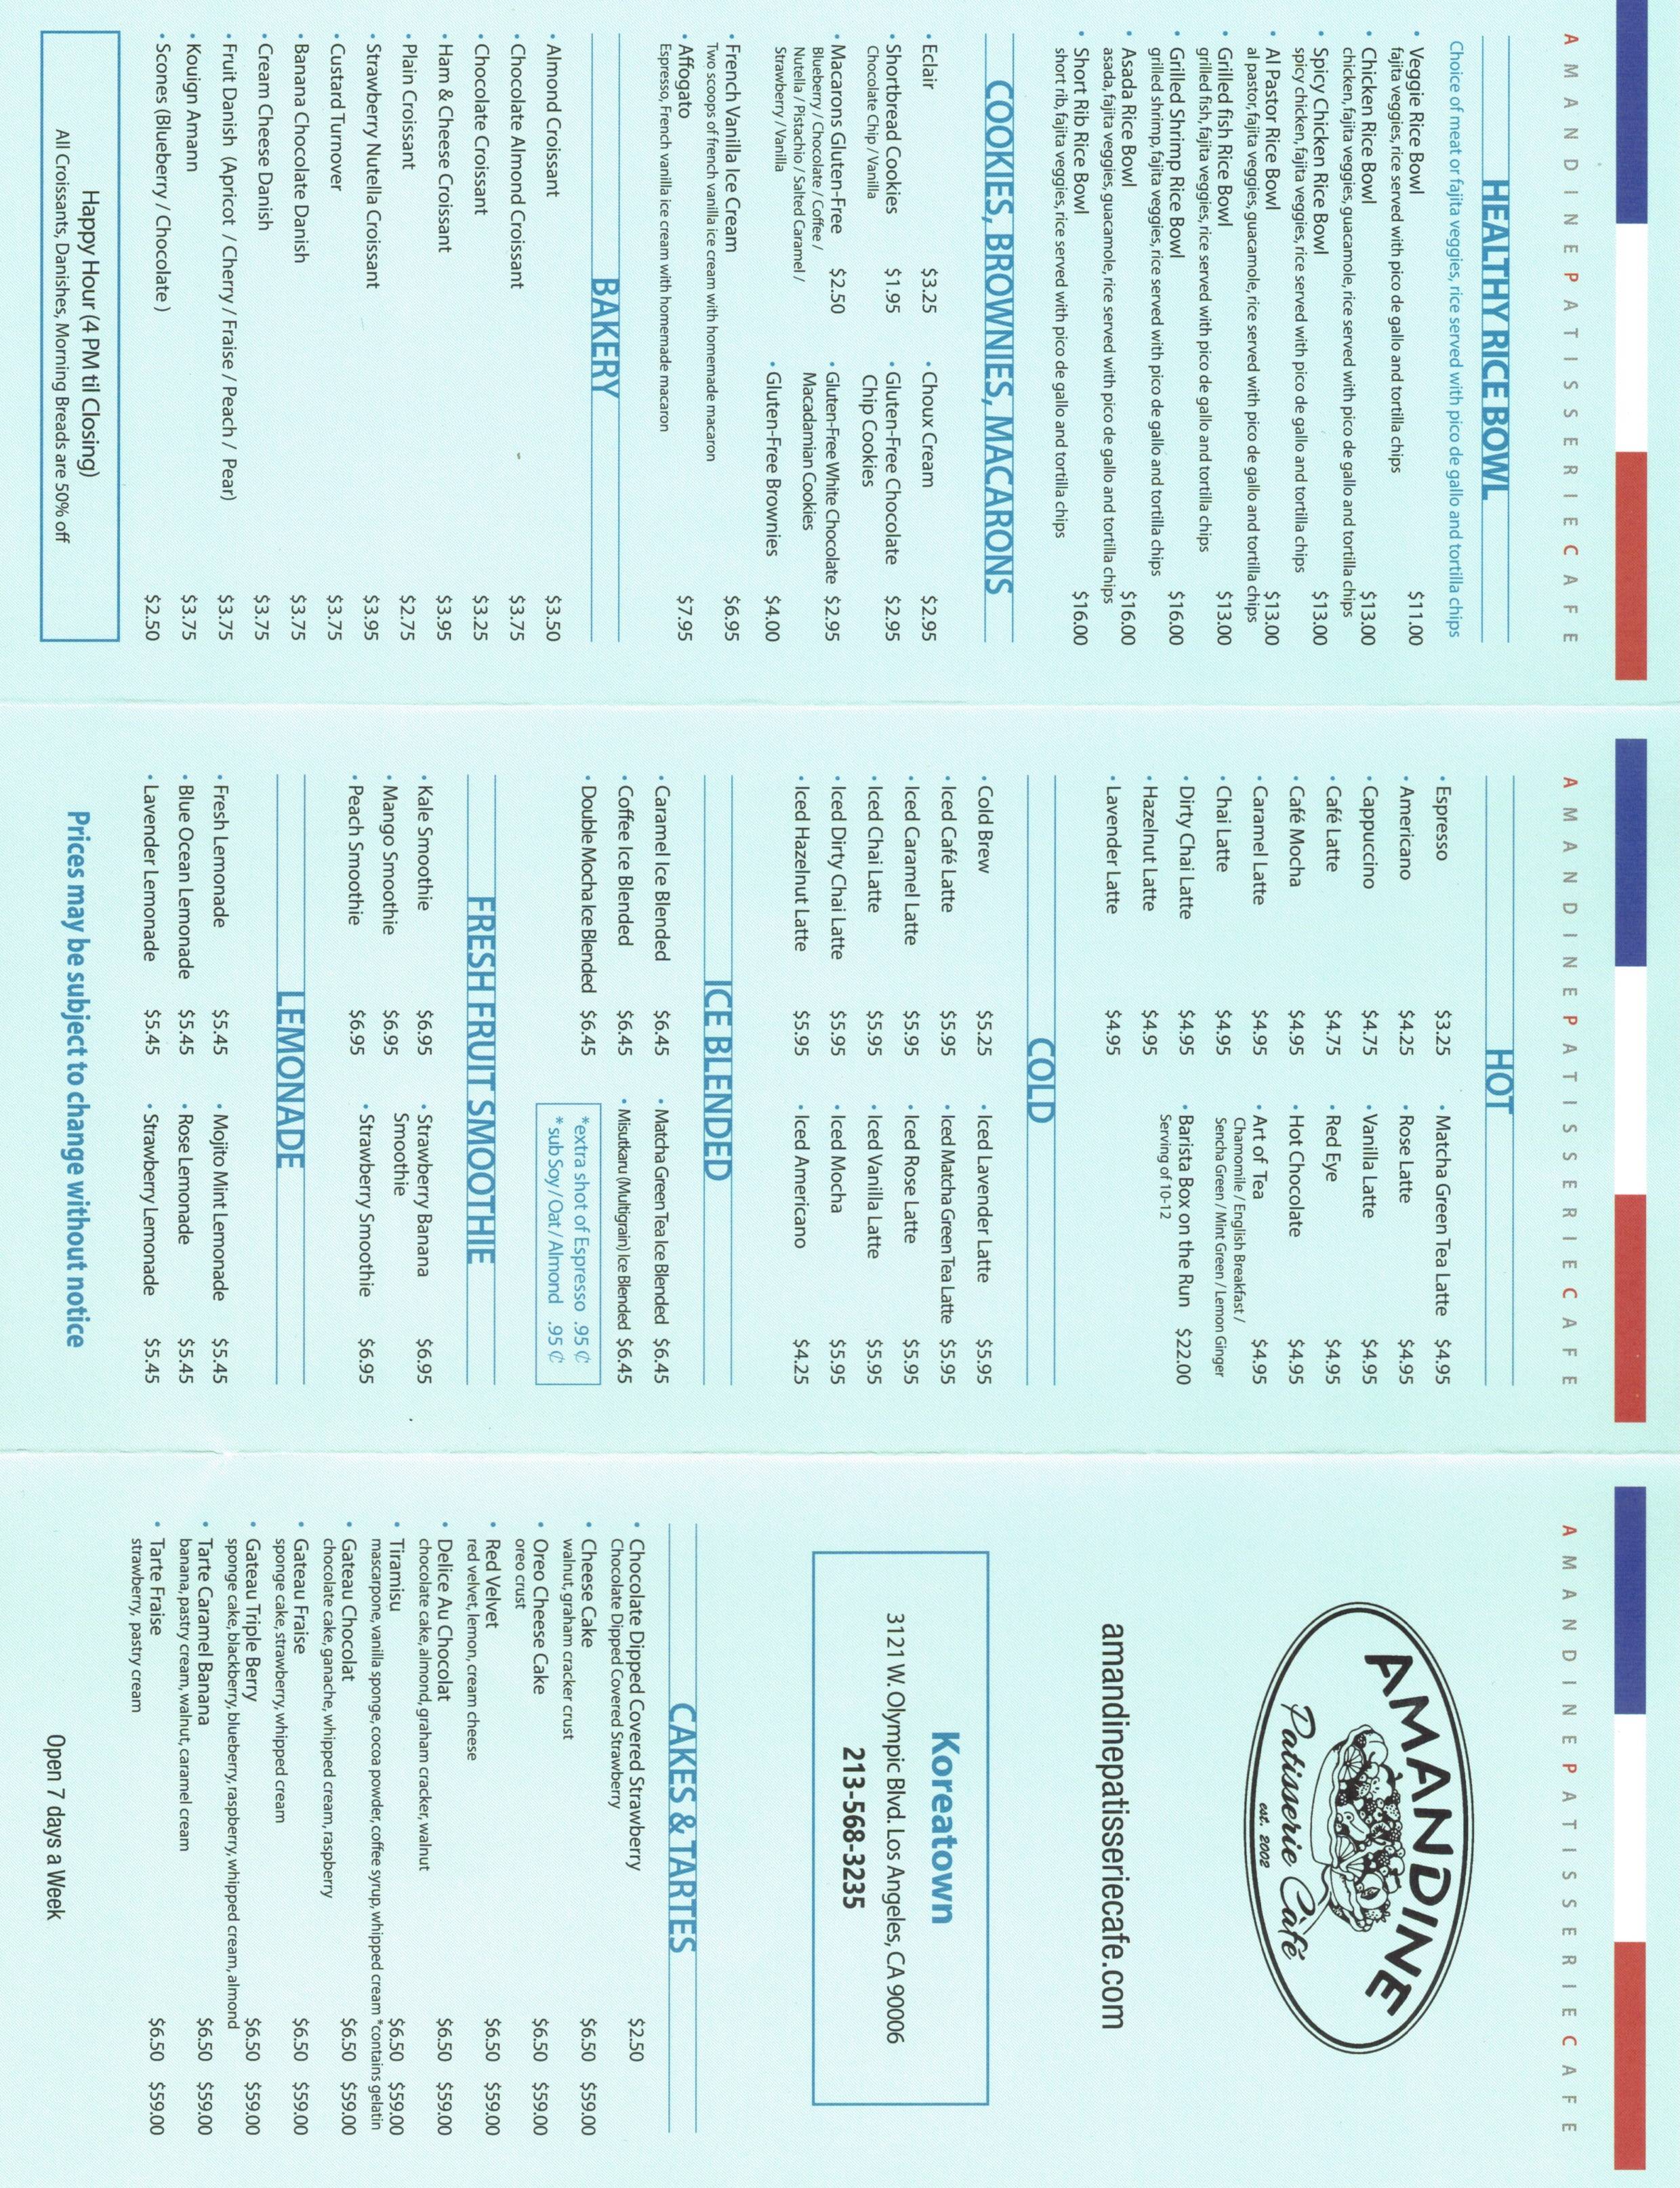 AMANDINEPATISSERIECAFE
HEALTHY RICE BOWL
Choice of meat or fajita veggies, rice served with pico de gallo and tortilla chips
• Veggie Rice Bowl $11.00
fajita veggies, rice served with pico de gallo and tortilla chips
• Chicken Rice Bowl $13.00
chicken, fajita veggies, guacamole, rice served with pico de gallo and tortilla chips
• Spicy Chicken Rice Bowl $13.00
spicy chicken, fajita veggies, rice served with pico de gallo and tortilla chips
• Al Pastor Rice Bowl $13.00
al pastor, fajita veggies, guacamole, rice served with pico de gallo and tortilla chips
• Grilled fish Rice Bowl $13.00
grilled fish, fajita veggies, rice served with pico de gallo and tortilla chips
• Grilled Shrimp Rice Bowl $16.00
grilled shrimp, fajita veggies, rice served with pico de gallo and tortilla chips
• Asada Rice Bowl $16.00
asada, fajita veggies, guacamole, rice served with pico de gallo and tortilla chips
• Short Rib Rice Bowl $16.00
short rib, fajita veggies, rice served with pico de gallo and tortilla chips
COOKIES, BROWNIES, MACARONS
• Eclair $3.25
• Shortbread Cookies $1.95
Chocolate Chip / Vanilla
• Macarons Gluten-Free $2.50
Blueberry / Chocolate / Coffee /
Nutella / Pistachio / Salted Caramel /
Strawberry / Vanilla
• Choux Cream $2.95
• Gluten-Free Chocolate $2.95
Chip Cookies
• Gluten-Free White Chocolate $2.95
Macadamian Cookies
• Gluten-Free Brownies $4.00
• French Vanilla Ice Cream $6.95
Two scoops of french vanilla ice cream with homemade macaron
• Affogato $7.95
Espresso, French vanilla ice cream with homemade macaron
BAKERY
• Almond Croissant $3.50
• Chocolate Almond Croissant $3.75
• Chocolate Croissant $3.25
• Ham & Cheese Croissant $3.95
• Plain Croissant $2.75
• Strawberry Nutella Croissant $3.95
• Custard Turnover $3.75
• Banana Chocolate Danish $3.75
• Cream Cheese Danish $3.75
• Fruit Danish (Apricot / Cherry / Fraise / Peach / Pear) $3.75
• Kouign Amann $3.75
• Scones (Blueberry / Chocolate ) $2.50
Happy Hour (4 PM til Closing)
All Croissants, Danishes, Morning Breads are 50% off
AMANDINEPATISSERIECAFE
HOT
• Espresso $3.25
• Americano $4.25
• Cappuccino $4.75
• Café Latte $4.75
• Café Mocha $4.95
• Caramel Latte $4.95
• Chai Latte $4.95
• Dirty Chai Latte $4.95
• Hazelnut Latte $4.95
• Lavender Latte $4.95
• Matcha Green Tea Latte $4.95
• Rose Latte $4.95
• Vanilla Latte $4.95
• Red Eye $4.95
• Hot Chocolate $4.95
• Art of Tea $4.95
Chamomile / English Breakfast /
Sencha Green / Mint Green / Lemon Ginger
• Barista Box on the Run $22.00
Serving of 10-12
COLD
• Cold Brew $5.25
• Iced Café Latte $5.95
• Iced Caramel Latte $5.95
• Iced Chai Latte $5.95
• Iced Dirty Chai Latte $5.95
• Iced Hazelnut Latte $5.95
• Iced Lavender Latte $5.95
• Iced Matcha Green Tea Latte $5.95
• Iced Rose Latte $5.95
• Iced Vanilla Latte $5.95
• Iced Mocha $5.95
• Iced Americano $4.25
ICE BLENDED
• Caramel Ice Blended $6.45
• Coffee Ice Blended $6.45
• Double Mocha Ice Blended $6.45
• Matcha Green Tea Ice Blended $6.45
• Misutkaru (Multigrain) Ice Blended $6.45
*extra shot of Espresso .95 ₵
* sub Soy / Oat / Almond .95 ₵
FRESH FRUIT SMOOTHIE
• Kale Smoothie $6.95
• Mango Smoothie $6.95
• Peach Smoothie $6.95
• Strawberry Banana $6.95
Smoothie
• Strawberry Smoothie $6.95
LEMONADE
• Fresh Lemonade $5.45
• Blue Ocean Lemonade $5.45
• Lavender Lemonade $5.45
• Mojito Mint Lemonade $5.45
• Rose Lemonade $5.45
• Strawberry Lemonade $5.45
Prices may be subject to change without notice
AMANDINEPATISSERIECAFE
AMANDINE
Patisserie Càfé
est. 2002
amandinepatisseriecafe.com
Koreatown
3121 W. Olympic Blvd. Los Angeles, CA 90006
213-568-3235
CAKES & TARTES
• Chocolate Dipped Covered Strawberry $2.50
Chocolate Dipped Covered Strawberry
• Cheese Cake $6.50 $59.00
walnut, graham cracker crust
• Oreo Cheese Cake $6.50 $59.00
oreo crust
• Red Velvet $6.50 $59.00
red velvet, lemon, cream cheese
• Delice Au Chocolat $6.50 $59.00
chocolate cake, almond, graham cracker, walnut
• Tiramisu $6.50 $59.00
mascarpone, vanilla sponge, cocoa powder, coffee syrup, whipped cream *contains gelatin
• Gateau Chocolat $6.50 $59.00
chocolate cake, ganache, whipped cream, raspberry
• Gateau Fraise $6.50 $59.00
sponge cake, strawberry, whipped cream
• Gateau Triple Berry $6.50 $59.00
sponge cake, blackberry, blueberry, raspberry, whipped cream, almond
• Tarte Caramel Banana $6.50 $59.00
banana, pastry cream, walnut, caramel cream
• Tarte Fraise $6.50 $59.00
strawberry, pastry cream
Open 7 days a Week